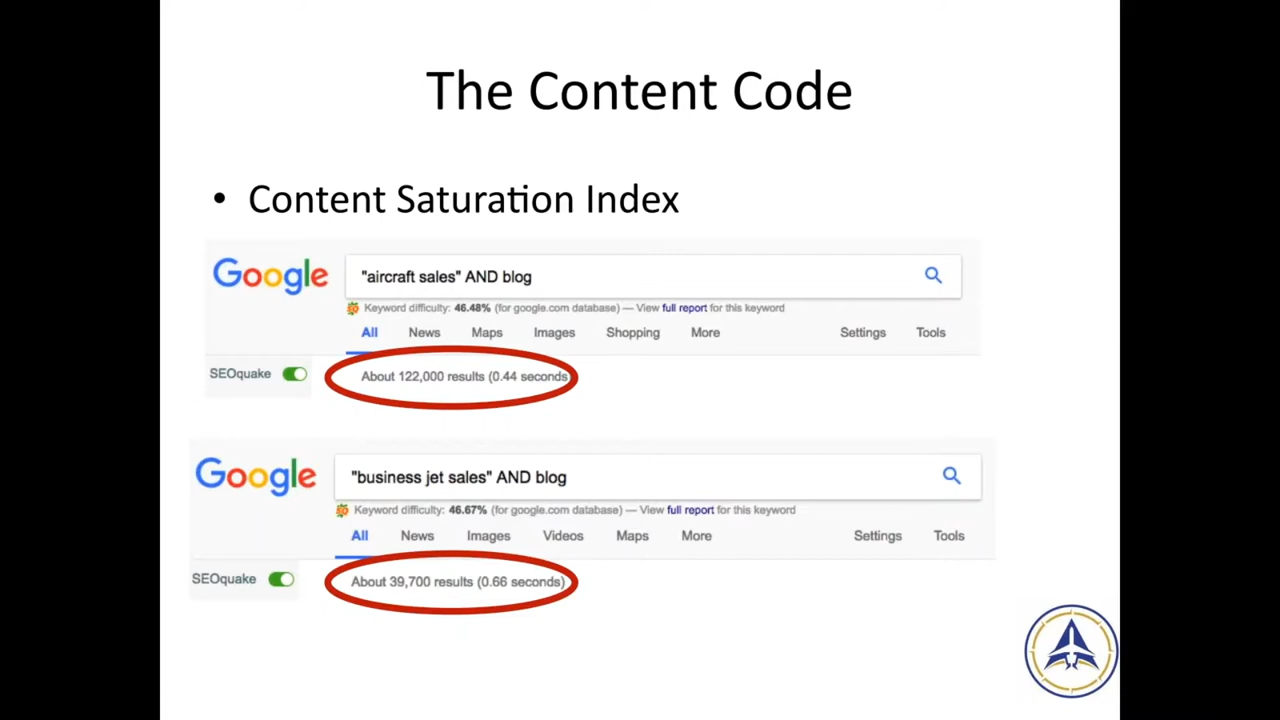 The Content Code
• Content Saturation Index
Google
"aircraft sales" AND blog
Keyword difficulty: 46.48% (for google.com database) — View full report for this keyword
All News Maps Images Shopping More Settings Tools
SEOquake
About 122,000 results (0.44 seconds
Google
"business jet sales" AND blog
Keyword difficulty: 46.67% (for google.com database) — View full report for this keyword
All News Images Videos Maps More Settings Tools
SEOquake
About 39,700 results (0.66 seconds)